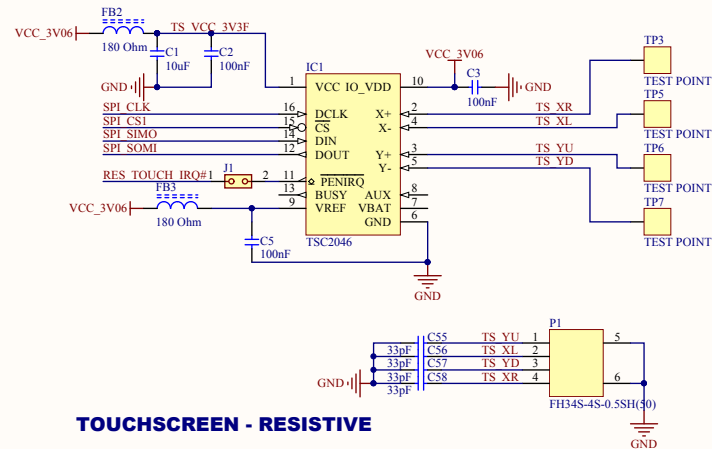 FB2
VCC_3V06
TS_VCC_3V3F
180 Ohm
C1
10uF
C2
100nF
GND
IC1
VCC_3V06
C3
100nF
GND
TP3
TEST POINT
1
VCC
IO_VDD
10
SPI_CLK
16
DCLK
X+
2
TS_XR
SPI_CS1
15
CS
X-
4
TS_XL
TP5
TEST POINT
SPI_SIMO
14
DIN
SPI_SOMI
12
DOUT
Y+
3
TS_YU
Y-
5
TS_YD
TP6
TEST POINT
RES_TOUCH_IRQ#
1
J1
2
11
PENIRQ
13
BUSY
AUX
8
FB3
VCC_3V06
180 Ohm
9
VREF
VBAT
7
GND
6
TP7
TEST POINT
TSC2046
C5
100nF
GND
P1
C55
TS_YU
1
5
33pF
C56
TS_XL
2
33pF
C57
TS_YD
3
33pF
C58
TS_XR
4
6
33pF
GND
FH34S-4S-0.5SH(50)
GND
TOUCHSCREEN - RESISTIVE